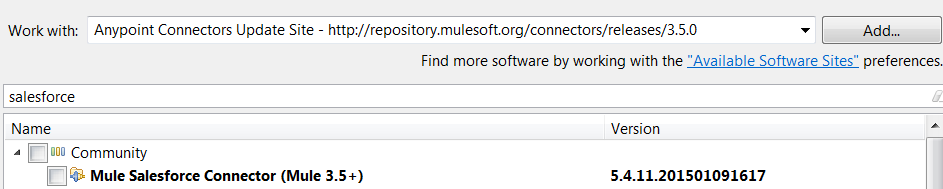 Work with: Anypoint Connectors Update Site - http://repository.mulesoft.org/connectors/releases/3.5.0 Add...
Find more software by working with the "Available Software Sites" preferences.
salesforce
Name Version
Community
Mule Salesforce Connector (Mule 3.5+) 5.4.11.201501091617